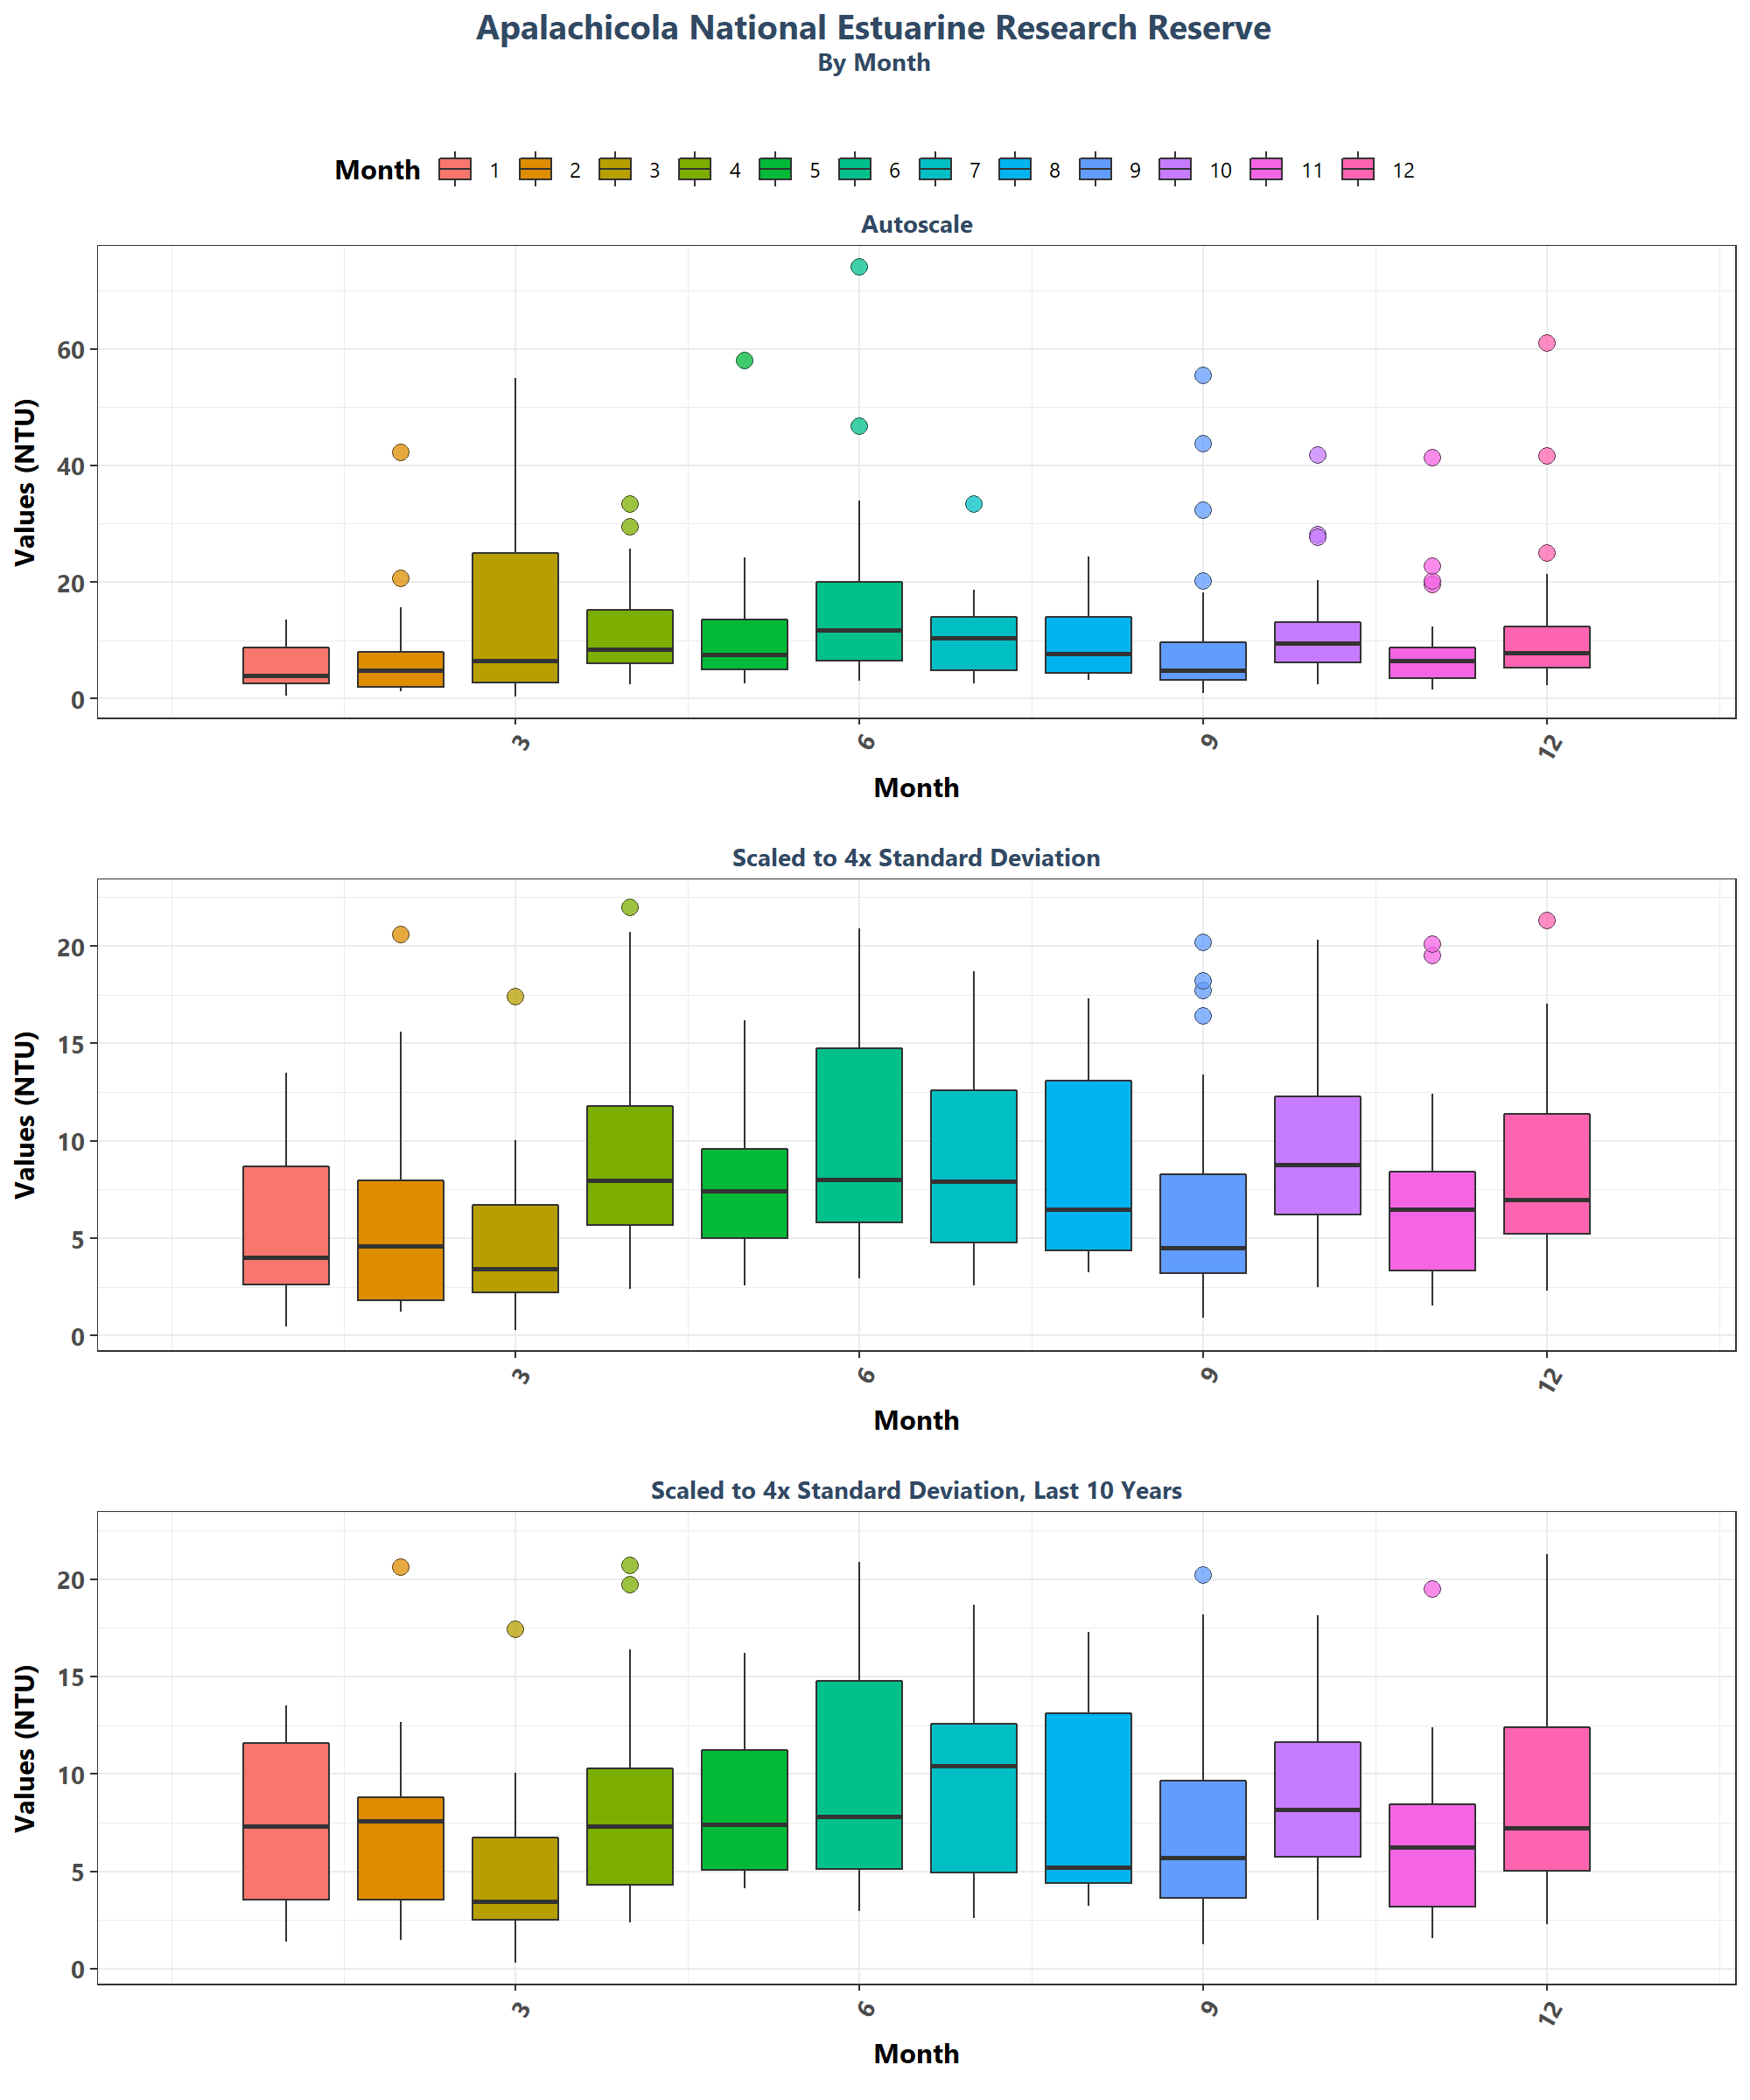 Apalachicola National Estuarine Research Reserve
By Month
Month 1 2 3 4 5 6 7 8 9 10 11 12
Autoscale
Values (NTU)
60
40
20
0
3 6 9 12
Month
Scaled to 4x Standard Deviation
Values (NTU)
20
15
10
5
0
3 6 9 12
Month
Scaled to 4x Standard Deviation, Last 10 Years
Values (NTU)
20
15
10
5
0
3 6 9 12
Month